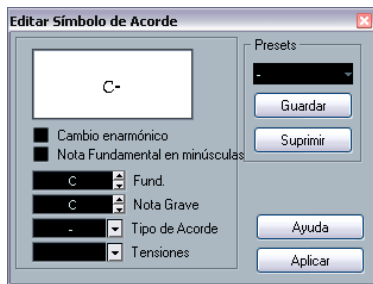 Editar Símbolo de Acorde
Presets
C-
-
Guardar
Suprimir
Cambio enarmónico
Nota Fundamental en minúsculas
C Fund.
C Nota Grave
- Tipo de Acorde
Tensiones
Ayuda
Aplicar